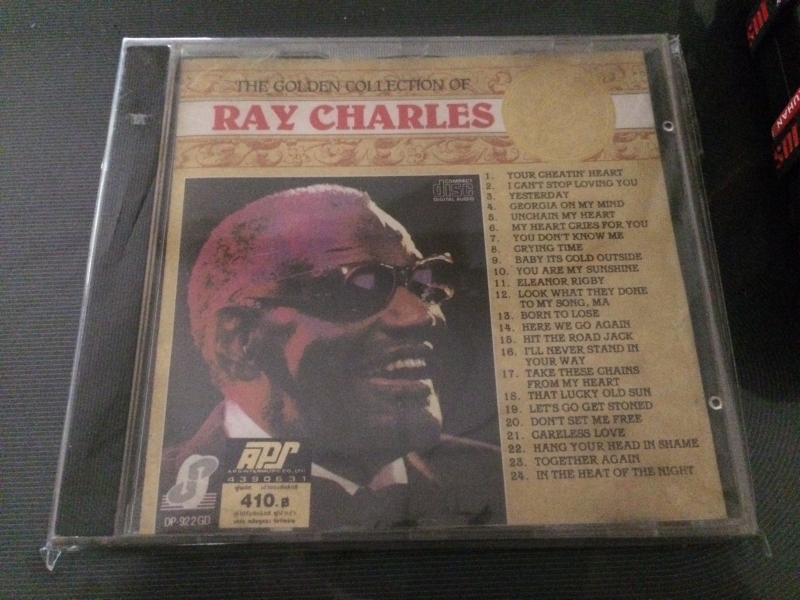 THE GOLDEN COLLECTION OF
RAY CHARLES
COMPACT
disc
DIGITAL AUDIO
1. YOUR CHEATIN' HEART
2. I CAN'T STOP LOVING YOU
3. YESTERDAY
4. GEORGIA ON MY MIND
5. UNCHAIN MY HEART
6. MY HEART CRIES FOR YOU
7. YOU DON'T KNOW ME
8. CRYING TIME
9. BABY ITS COLD OUTSIDE
10. YOU ARE MY SUNSHINE
11. ELEANOR RIGBY
12. LOOK WHAT THEY DONE
TO MY SONG, MA
13. BORN TO LOSE
14. HERE WE GO AGAIN
15. HIT THE ROAD JACK
16. I'LL NEVER STAND IN
YOUR WAY
17. TAKE THESE CHAINS
FROM MY HEART
18. THAT LUCKY OLD SUN
19. LET'S GO GET STONED
20. DON'T SET ME FREE
21. CARELESS LOVE
22. HANG YOUR HEAD IN SHAME
23. TOGETHER AGAIN
24. IN THE HEAT OF THE NIGHT
APS
4390631
410.฿
DP-922GD